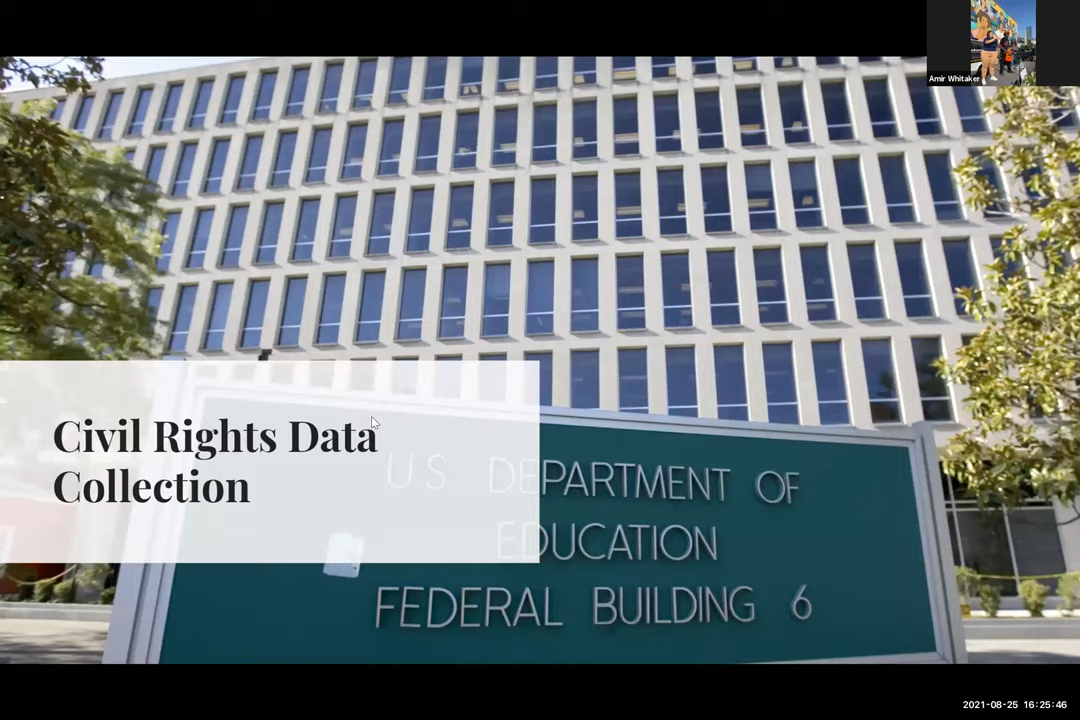 Amir Whitaker
Civil Rights Data
Collection
U S DEPARTMENT OF
EDUCATION
FEDERAL BUILDING 6
2021-08-25 16:25:46